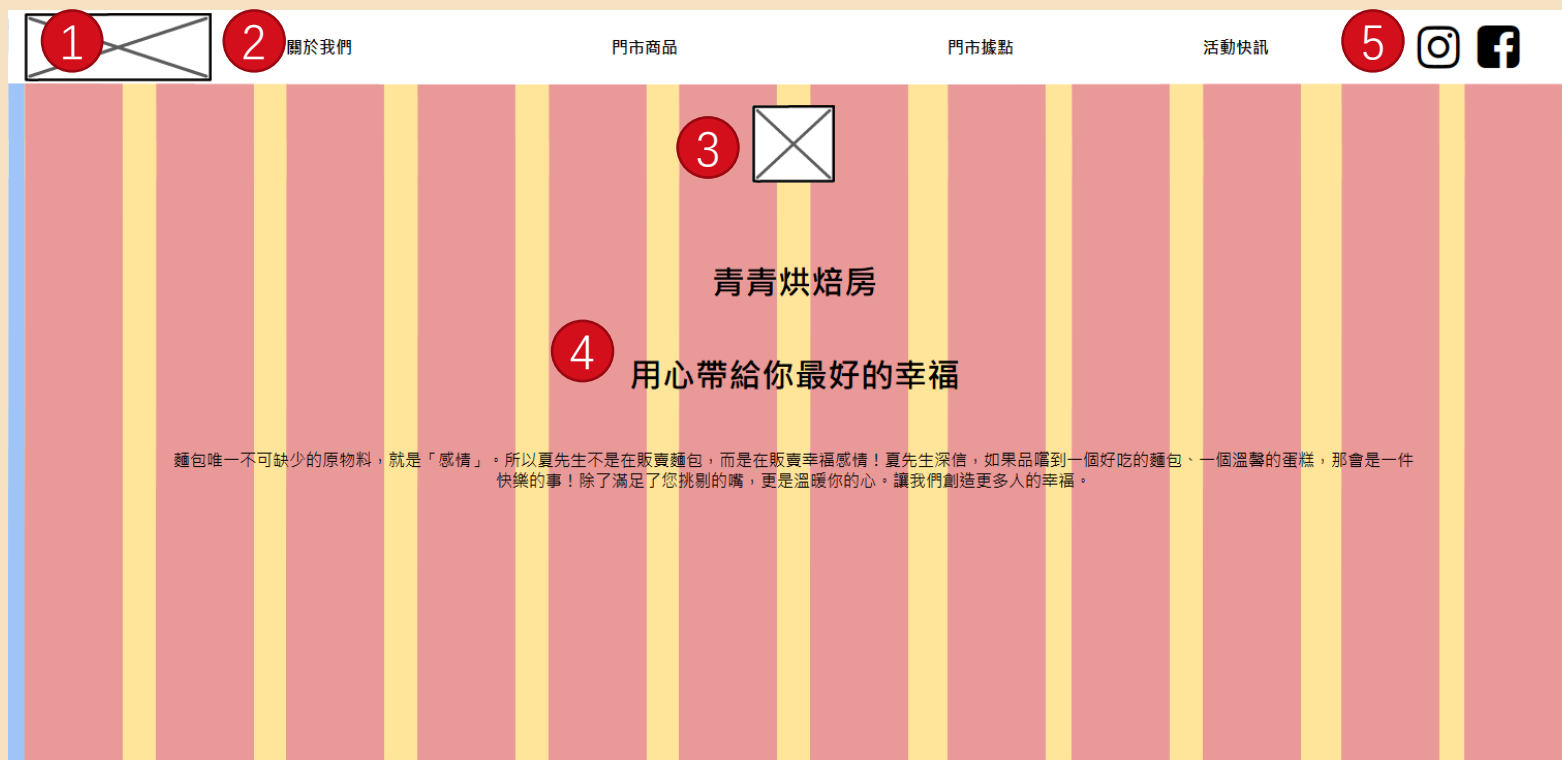 1
2
關於我們
門市商品
門市據點
活動快訊
5
3
青青烘焙房
4
用心帶給你最好的幸福
麵包唯一不可缺少的原物料，就是「感情」。所以夏先生不是在販賣麵包，而是在販賣幸福感情！夏先生深信，如果品嚐到一個好吃的麵包、一個溫馨的蛋糕，那會是一件
快樂的事！除了滿足了您挑剔的嘴，更是溫暖你的心。讓我們創造更多人的幸福。